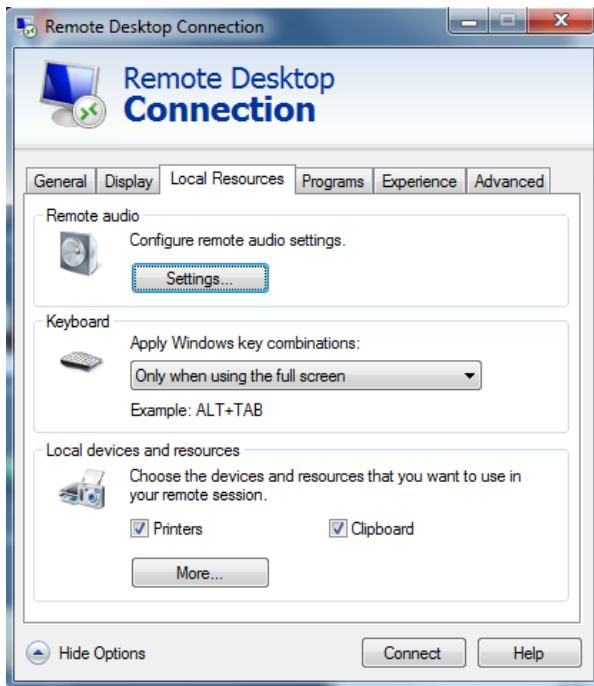 Remote Desktop Connection
Remote Desktop
Connection
General Display Local Resources Programs Experience Advanced
Remote audio
Configure remote audio settings.
Settings...
Keyboard
Apply Windows key combinations:
Only when using the full screen
Example: ALT+TAB
Local devices and resources
Choose the devices and resources that you want to use in
your remote session.
Printers Clipboard
More...
Hide Options Connect Help